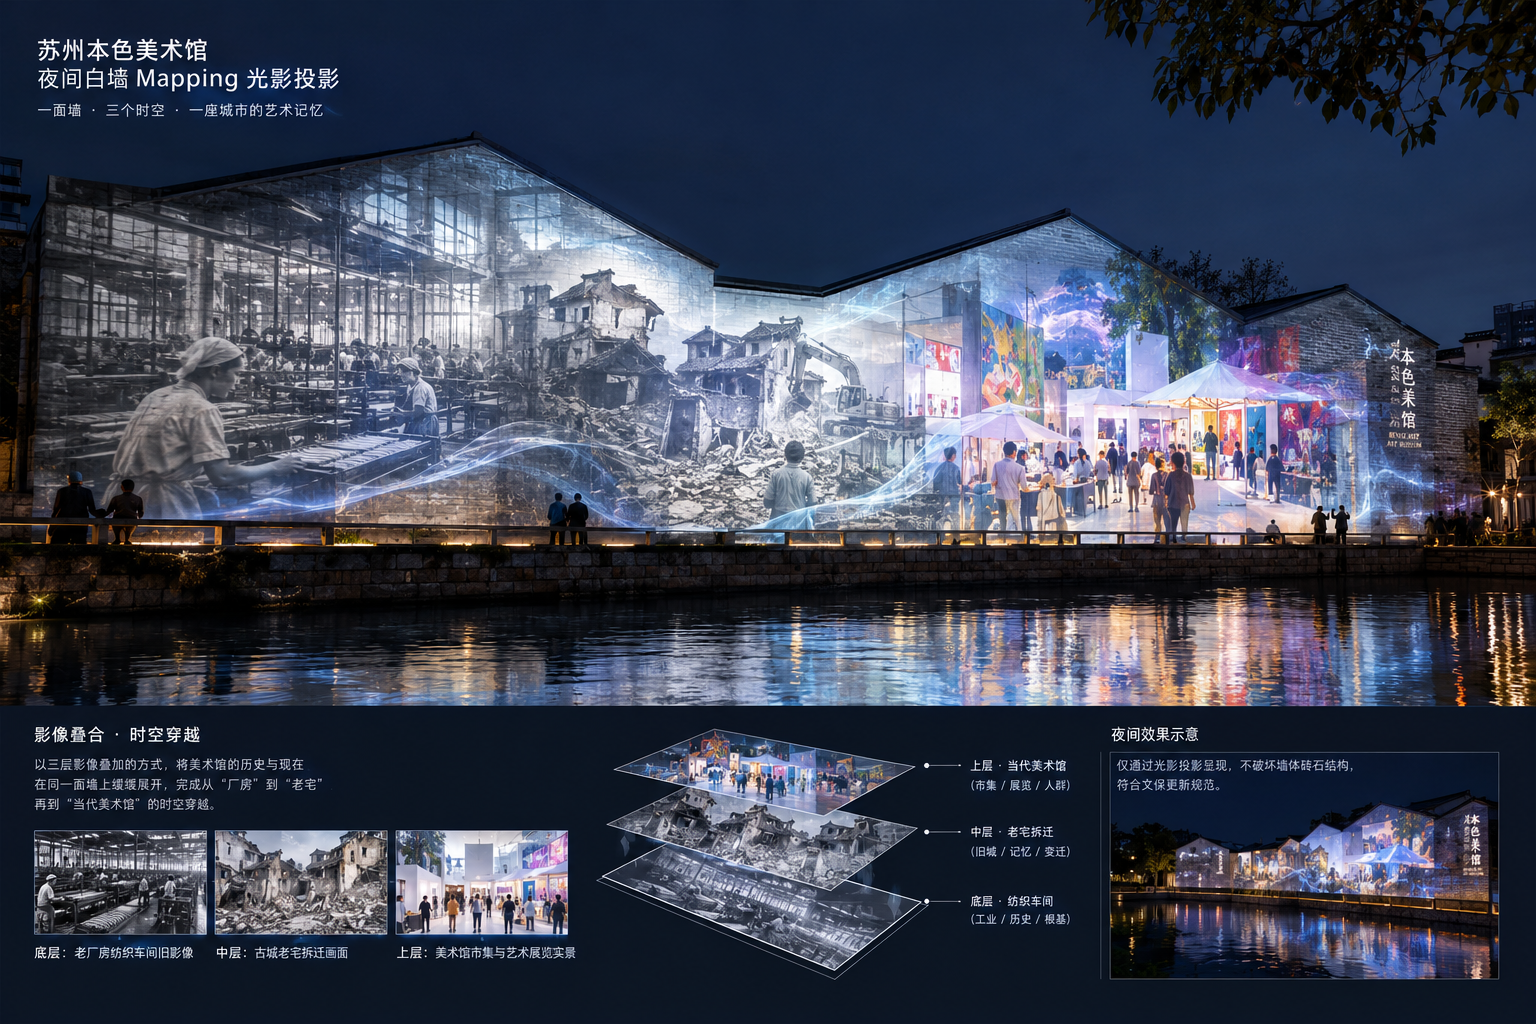 苏州本色美术馆
夜间白墙 Mapping 光影投影
一面墙 · 三个时空 · 一座城市的艺术记忆
本色美馆
影像叠合 · 时空穿越
以三层影像叠加的方式，将美术馆的历史与现在
在同一面墙上缓缓展开，完成从“厂房”到“老宅”
再到“当代美术馆”的时空穿越。
底层：老厂房纺织车间旧影像
中层：古城老宅拆迁画面
上层：美术馆市集与艺术展览实景
上层 · 当代美术馆
(市集 / 展览 / 人群)
中层 · 老宅拆迁
(旧城 / 记忆 / 变迁)
底层 · 纺织车间
(工业 / 历史 / 根基)
夜间效果示意
仅通过光影投影显现，不破坏墙体砖石结构，
符合文保更新规范。
本色美馆